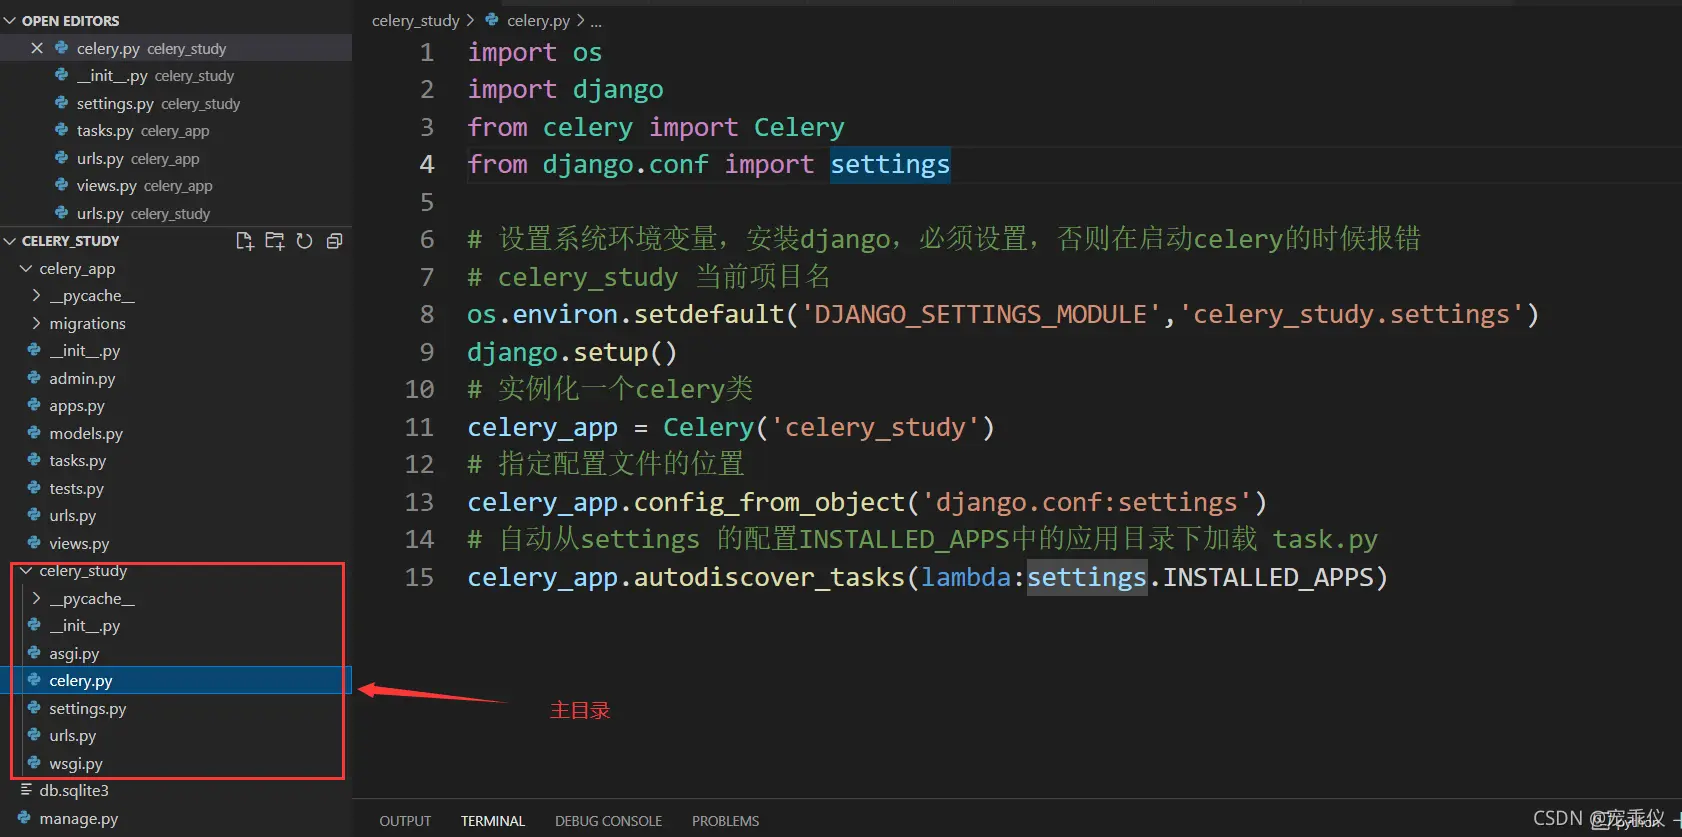 OPEN EDITORS
celery.py celery_study
__init__.py celery_study
settings.py celery_study
tasks.py celery_app
urls.py celery_app
views.py celery_app
urls.py celery_study
CELERY_STUDY
celery_app
__pycache__
migrations
__init__.py
admin.py
apps.py
models.py
tasks.py
tests.py
urls.py
views.py
celery_study
__pycache__
__init__.py
asgi.py
celery.py
settings.py
urls.py
wsgi.py
db.sqlite3
manage.py
celery_study > celery.py > ...
1 import os
2 import django
3 from celery import Celery
4 from django.conf import settings
5
6 # 设置系统环境变量，安装django，必须设置，否则在启动celery的时候报错
7 # celery_study 当前项目名
8 os.environ.setdefault('DJANGO_SETTINGS_MODULE','celery_study.settings')
9 django.setup()
10 # 实例化一个celery类
11 celery_app = Celery('celery_study')
12 # 指定配置文件的位置
13 celery_app.config_from_object('django.conf:settings')
14 # 自动从settings 的配置INSTALLED_APPS中的应用目录下加载 task.py
15 celery_app.autodiscover_tasks(lambda:settings.INSTALLED_APPS)
主目录
OUTPUT TERMINAL DEBUG CONSOLE PROBLEMS
CSDN @宠乖仪